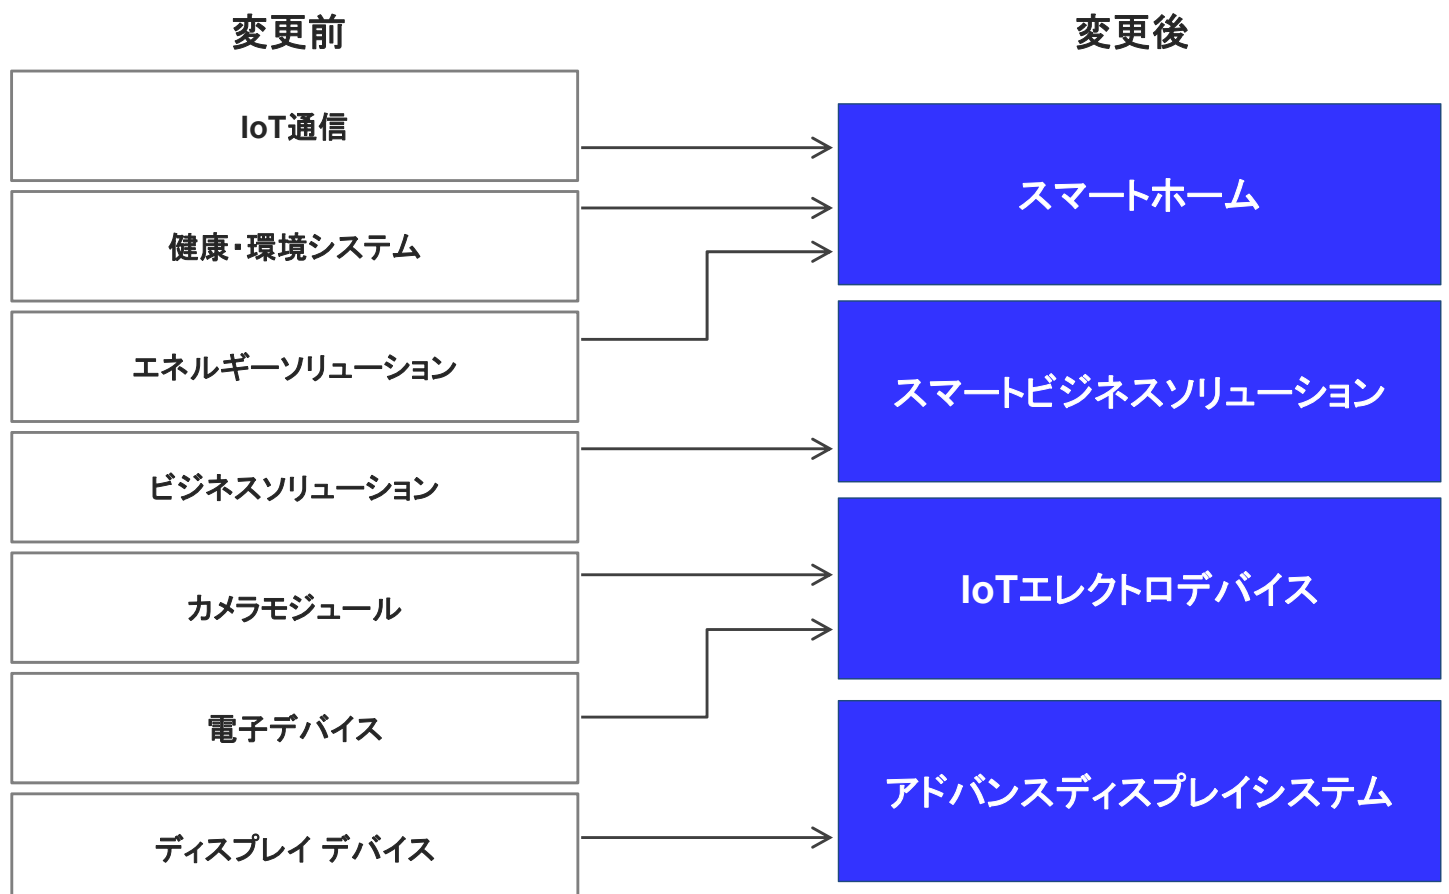 変更前
変更後
IoT通信
健康・環境システム
エネルギーソリューション
ビジネスソリューション
カメラモジュール
電子デバイス
ディスプレイ デバイス
スマートホーム
スマートビジネスソリューション
IoTエレクトロデバイス
アドバンスディスプレイシステム